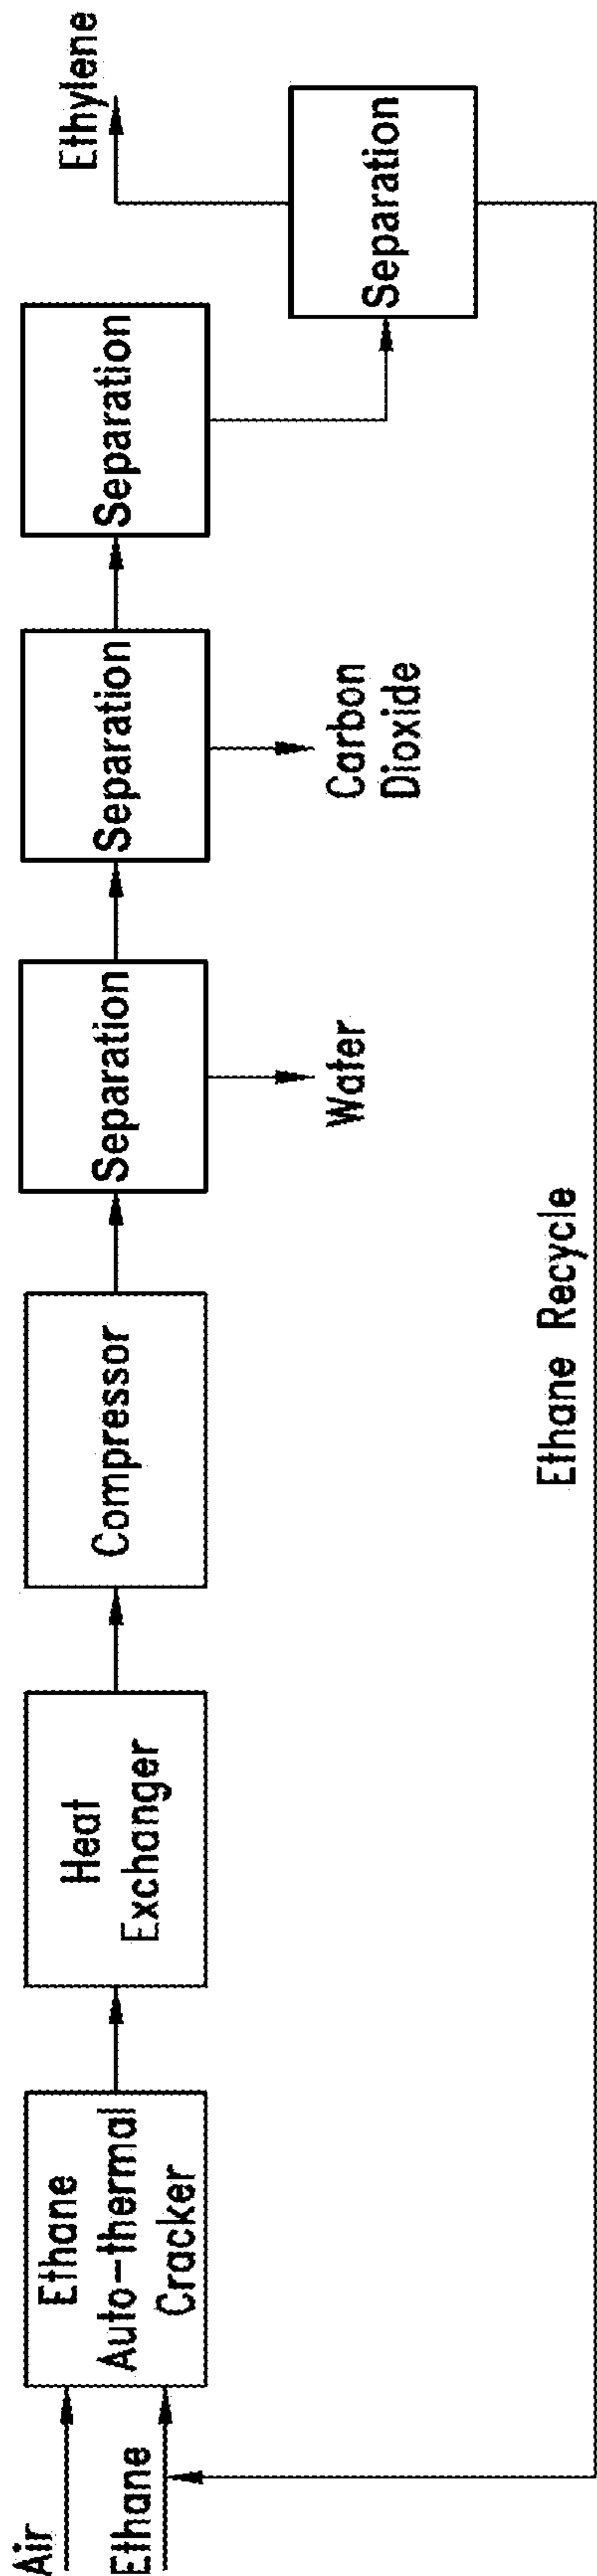 Air
Ethane
Ethane
Auto-thermal
Cracker
Heat
Exchanger
Compressor
Separation
Water
Separation
Carbon
Dioxide
Separation
Separation
Ethylene
Ethane Recycle